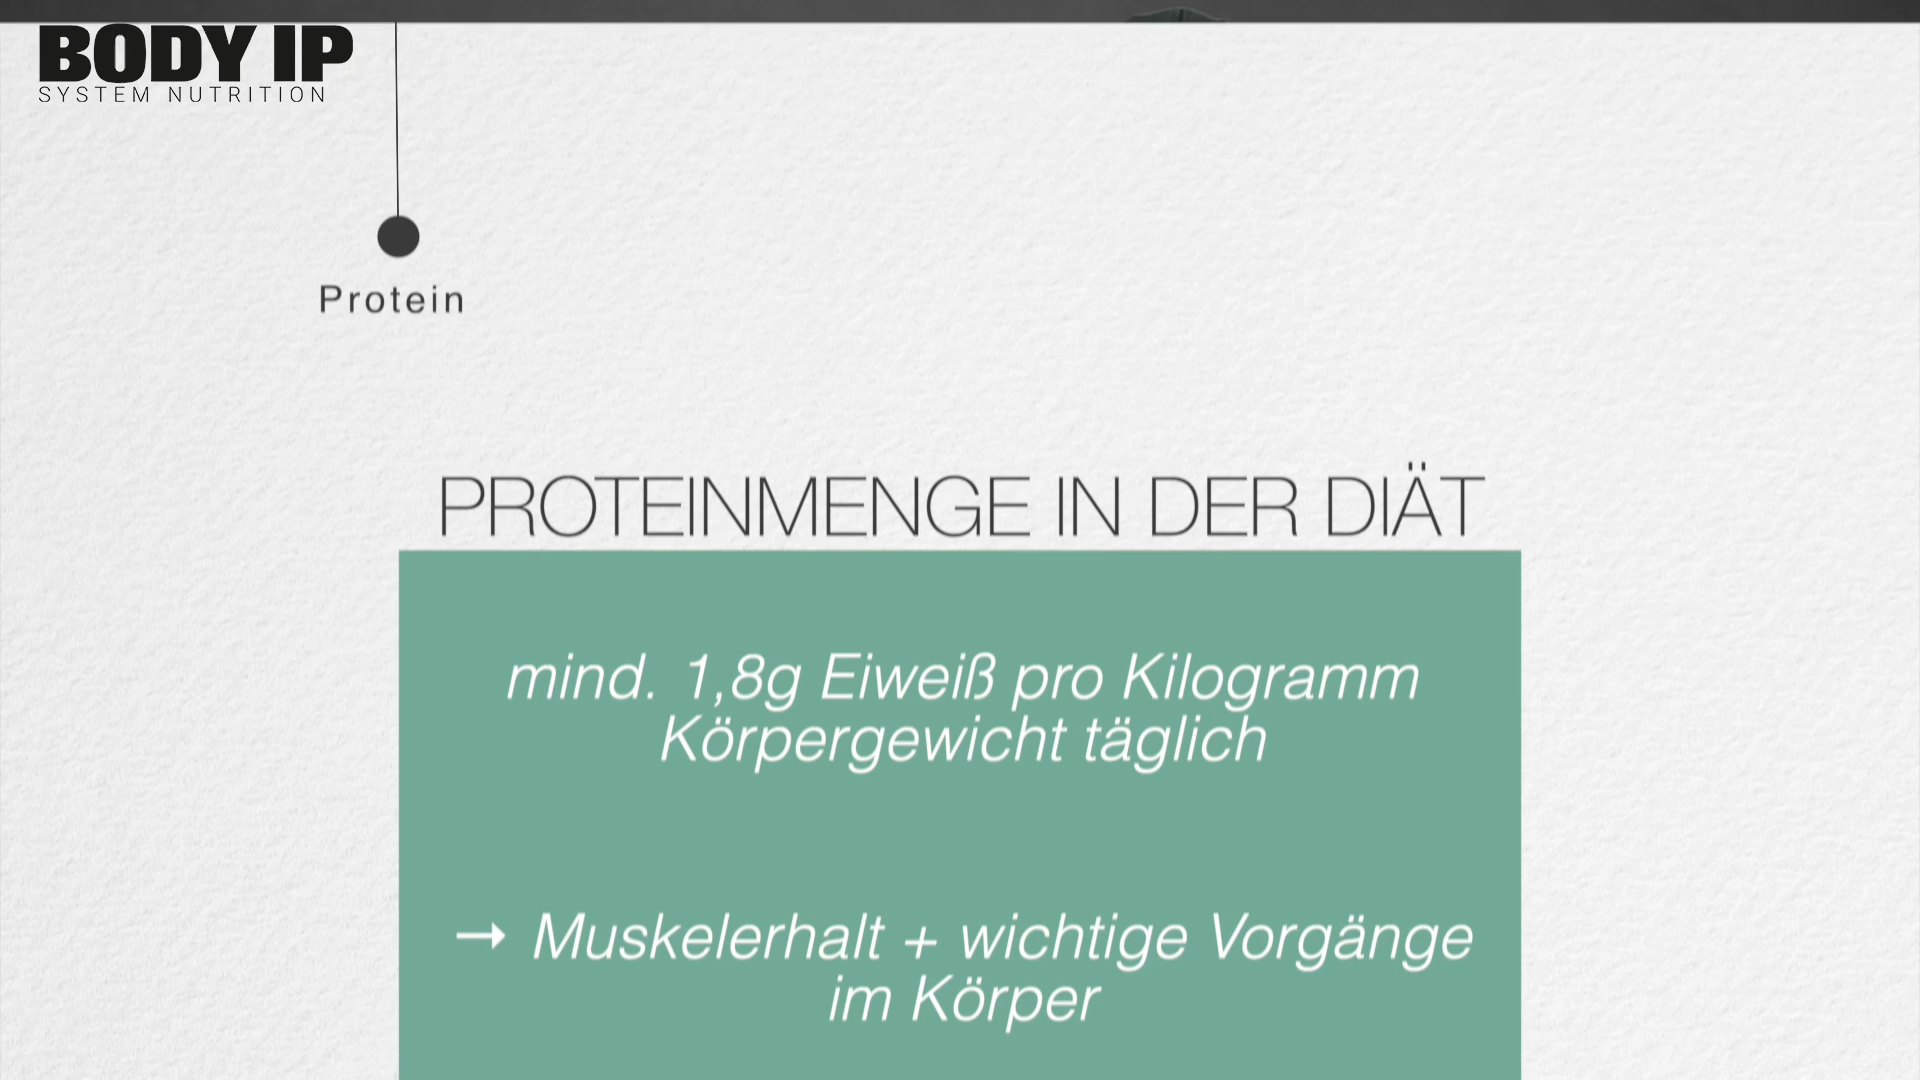 BODY IP
SYSTEM NUTRITION
Protein
PROTEINMENGE IN DER DIÄT
mind. 1,8g Eiweiß pro Kilogramm
Körpergewicht täglich
→ Muskelerhalt + wichtige Vorgänge
im Körper